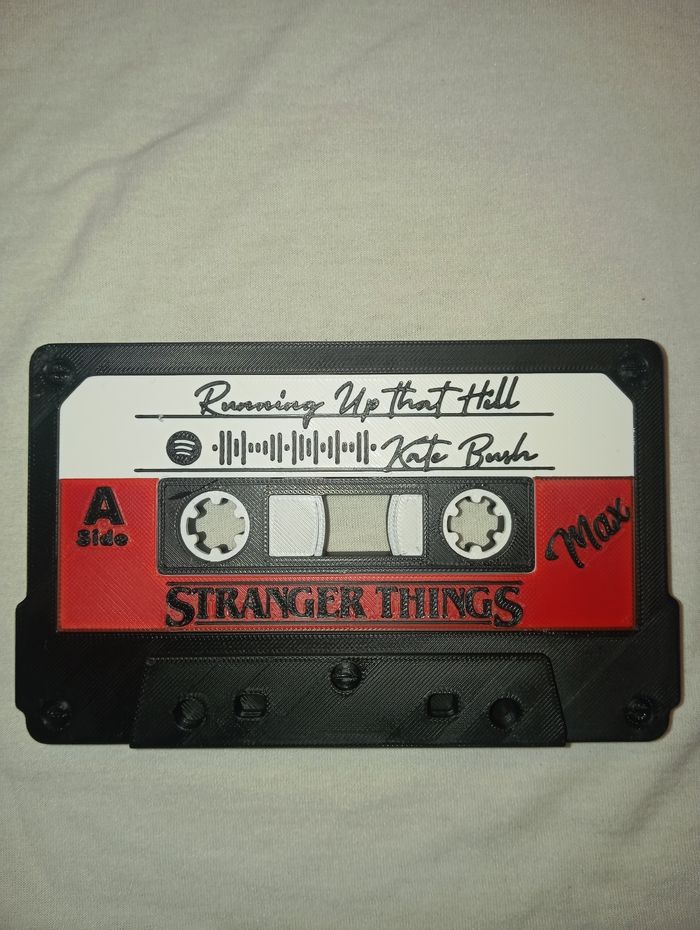 Running Up that Hill
Kate Bush
A
Side
Max
STRANGER THINGS